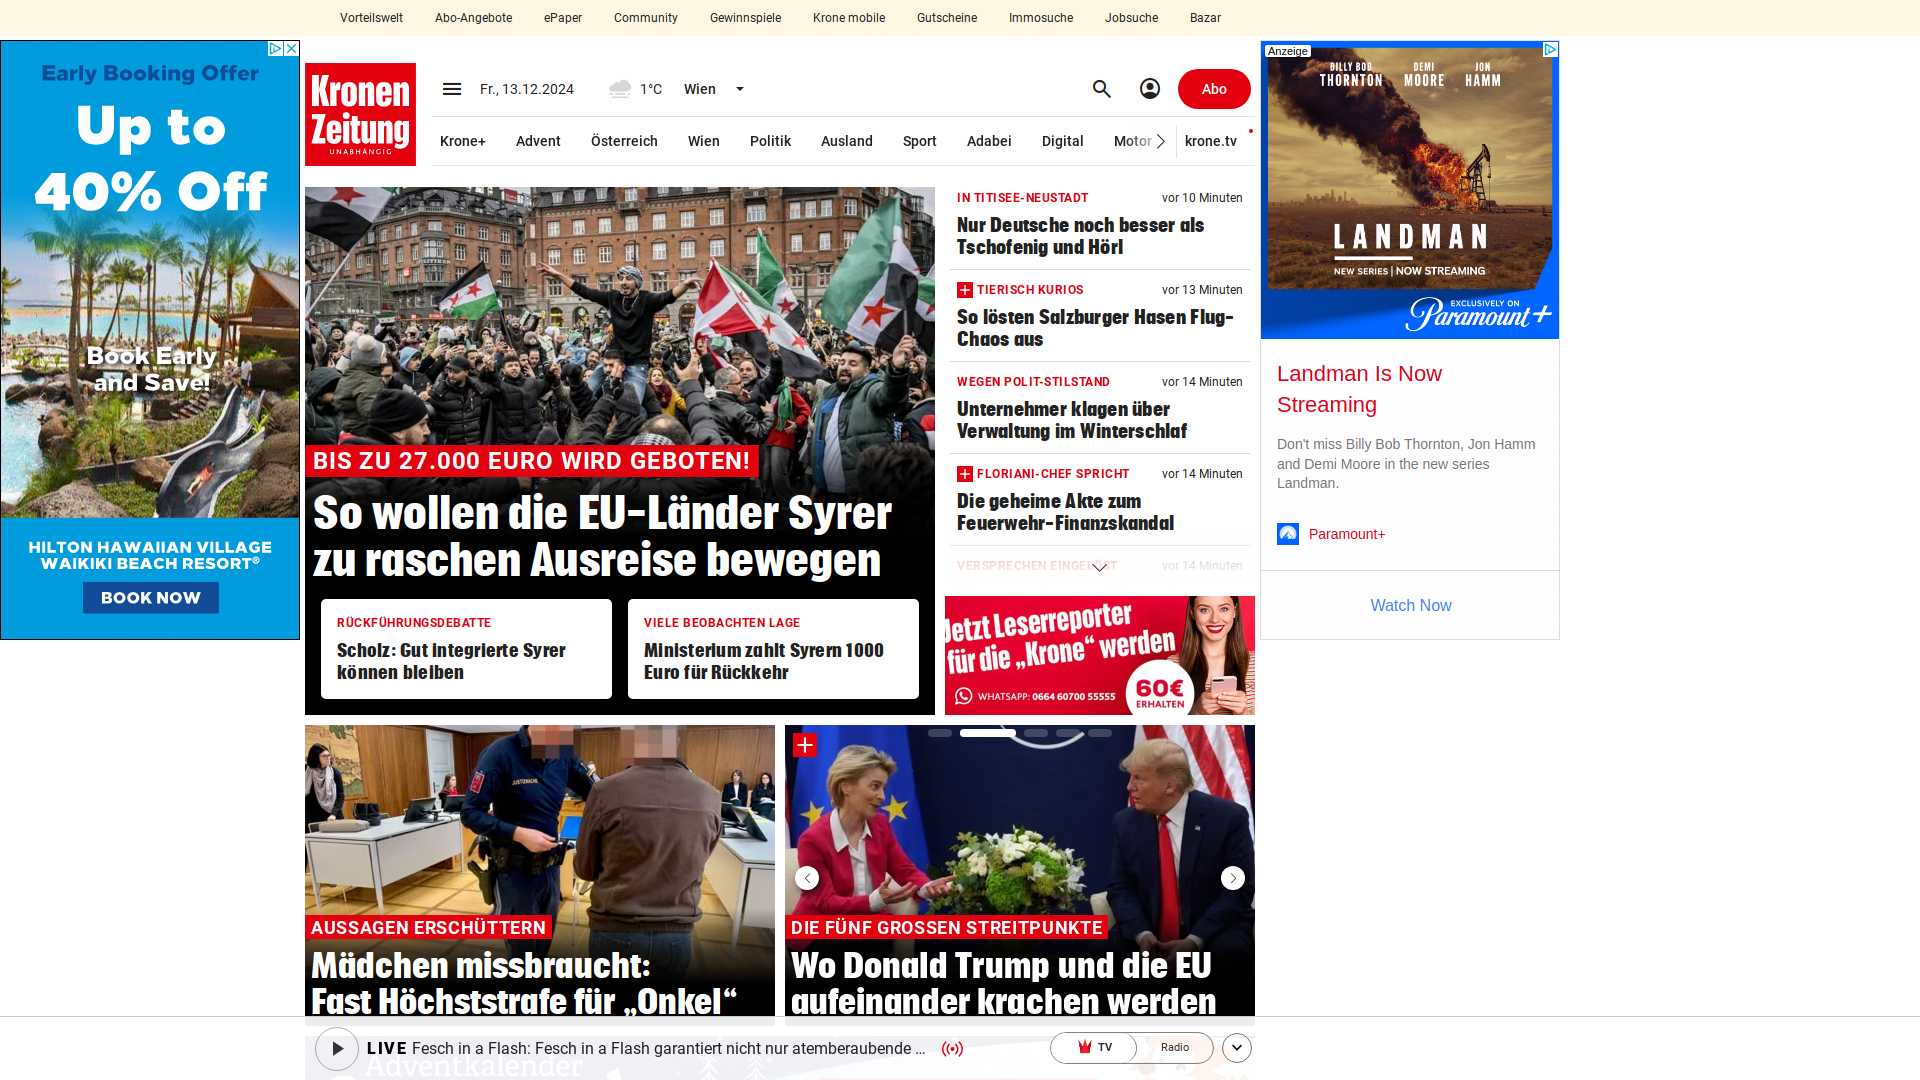 Vorteilswelt
Abo-Angebote
ePaper
Community
Gewinnspiele
Krone mobile
Gutscheine
Immosuche
Jobsuche
Bazar
Early Booking Offer
Up to
40% Off
Book Early
and Save!
HILTON HAWAIIAN VILLAGE
WAIKIKI BEACH RESORT®
BOOK NOW
Kronen
Zeitung
UNABHÄNGIG
Fr., 13.12.2024
1°C
Wien
Abo
Krone+
Advent
Österreich
Wien
Politik
Ausland
Sport
Adabei
Digital
Motor
krone.tv
BIS ZU 27.000 EURO WIRD GEBOTEN!
So wollen die EU-Länder Syrer
zu raschen Ausreise bewegen
RÜCKFÜHRUNGSDEBATTE
Scholz: Gut integrierte Syrer
können bleiben
VIELE BEOBACHTEN LAGE
Ministerium zahlt Syrern 1000
Euro für Rückkehr
IN TITISEE-NEUSTADT
vor 10 Minuten
Nur Deutsche noch besser als
Tschofenig und Hörl
TIERISCH KURIOS
vor 13 Minuten
So lösten Salzburger Hasen Flug-
Chaos aus
WEGEN POLIT-STILSTAND
vor 14 Minuten
Unternehmer klagen über
Verwaltung im Winterschlaf
FLORIANI-CHEF SPRICHT
vor 14 Minuten
Die geheime Akte zum
Feuerwehr-Finanzskandal
VERSPRECHEN EINGELÖST
vor 14 Minuten
Jetzt Leserreporter
für die „Krone“ werden
WHATSAPP: 0664 60700 55555
60€
ERHALTEN
JUSTIZWACHE
AUSSAGEN ERSCHÜTTERN
Mädchen missbraucht:
Fast Höchststrafe für „Onkel“
DIE FÜNF GROSSEN STREITPUNKTE
Wo Donald Trump und die EU
aufeinander krachen werden
Anzeige
BILLY BOB
THORNTON
DEMI
MOORE
JON
HAMM
LANDMAN
NEW SERIES | NOW STREAMING
EXCLUSIVELY ON
Paramount+
Landman Is Now
Streaming
Don't miss Billy Bob Thornton, Jon Hamm
and Demi Moore in the new series
Landman.
Paramount+
Watch Now
LIVE Fesch in a Flash: Fesch in a Flash garantiert nicht nur atemberaubende ...
TV
Radio
Adventkalender